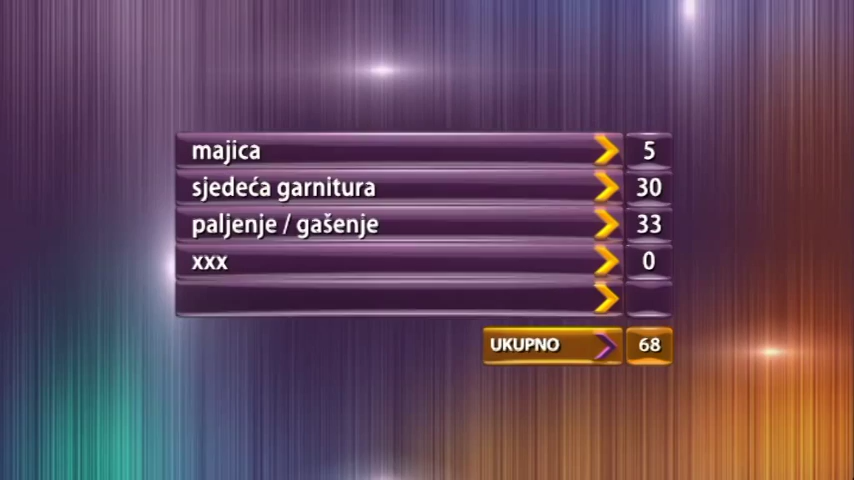 majica 5
sjedeća garnitura 30
paljenje / gašenje 33
xxx 0
UKUPNO 68